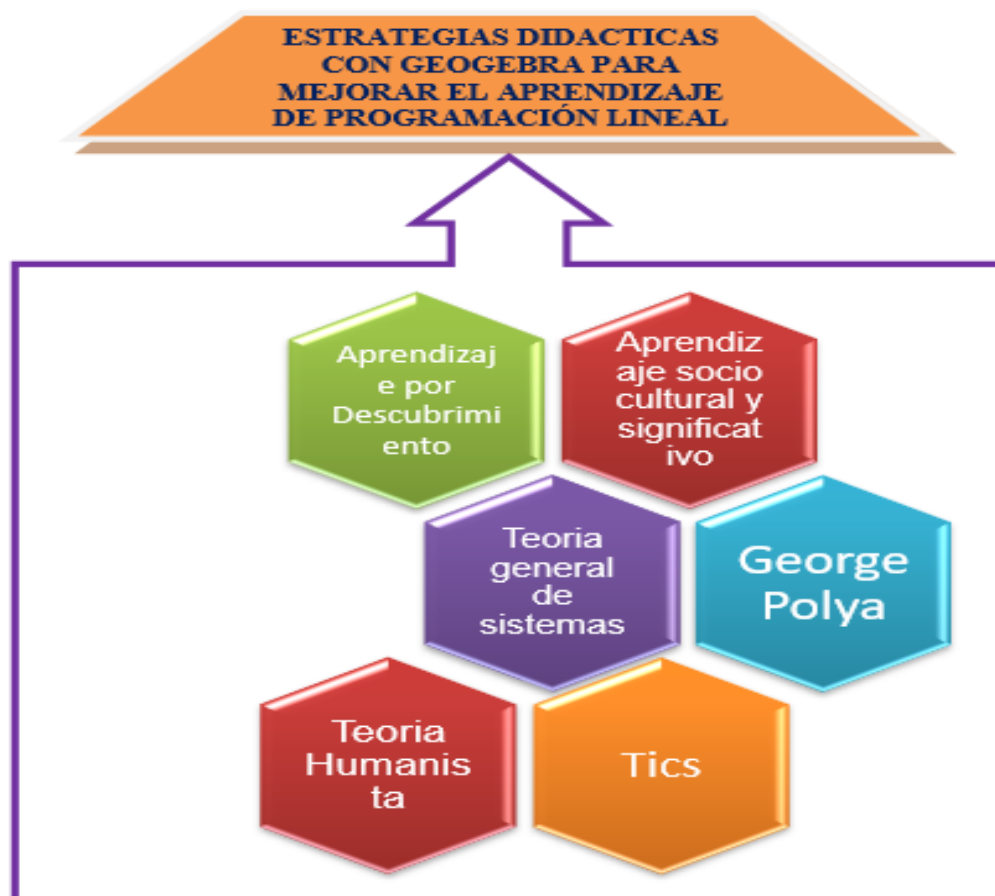 ESTRATEGIAS DIDACTICAS
CON GEOGEBRA PARA
MEJORAR EL APRENDIZAJE
DE PROGRAMACIÓN LINEAL
Aprendizaj
e por
Descubrimi
ento
Aprendiz
aje socio
cultural y
significat
ivo
Teoria
general
de
sistemas
George
Polya
Teoria
Humanis
ta
Tics